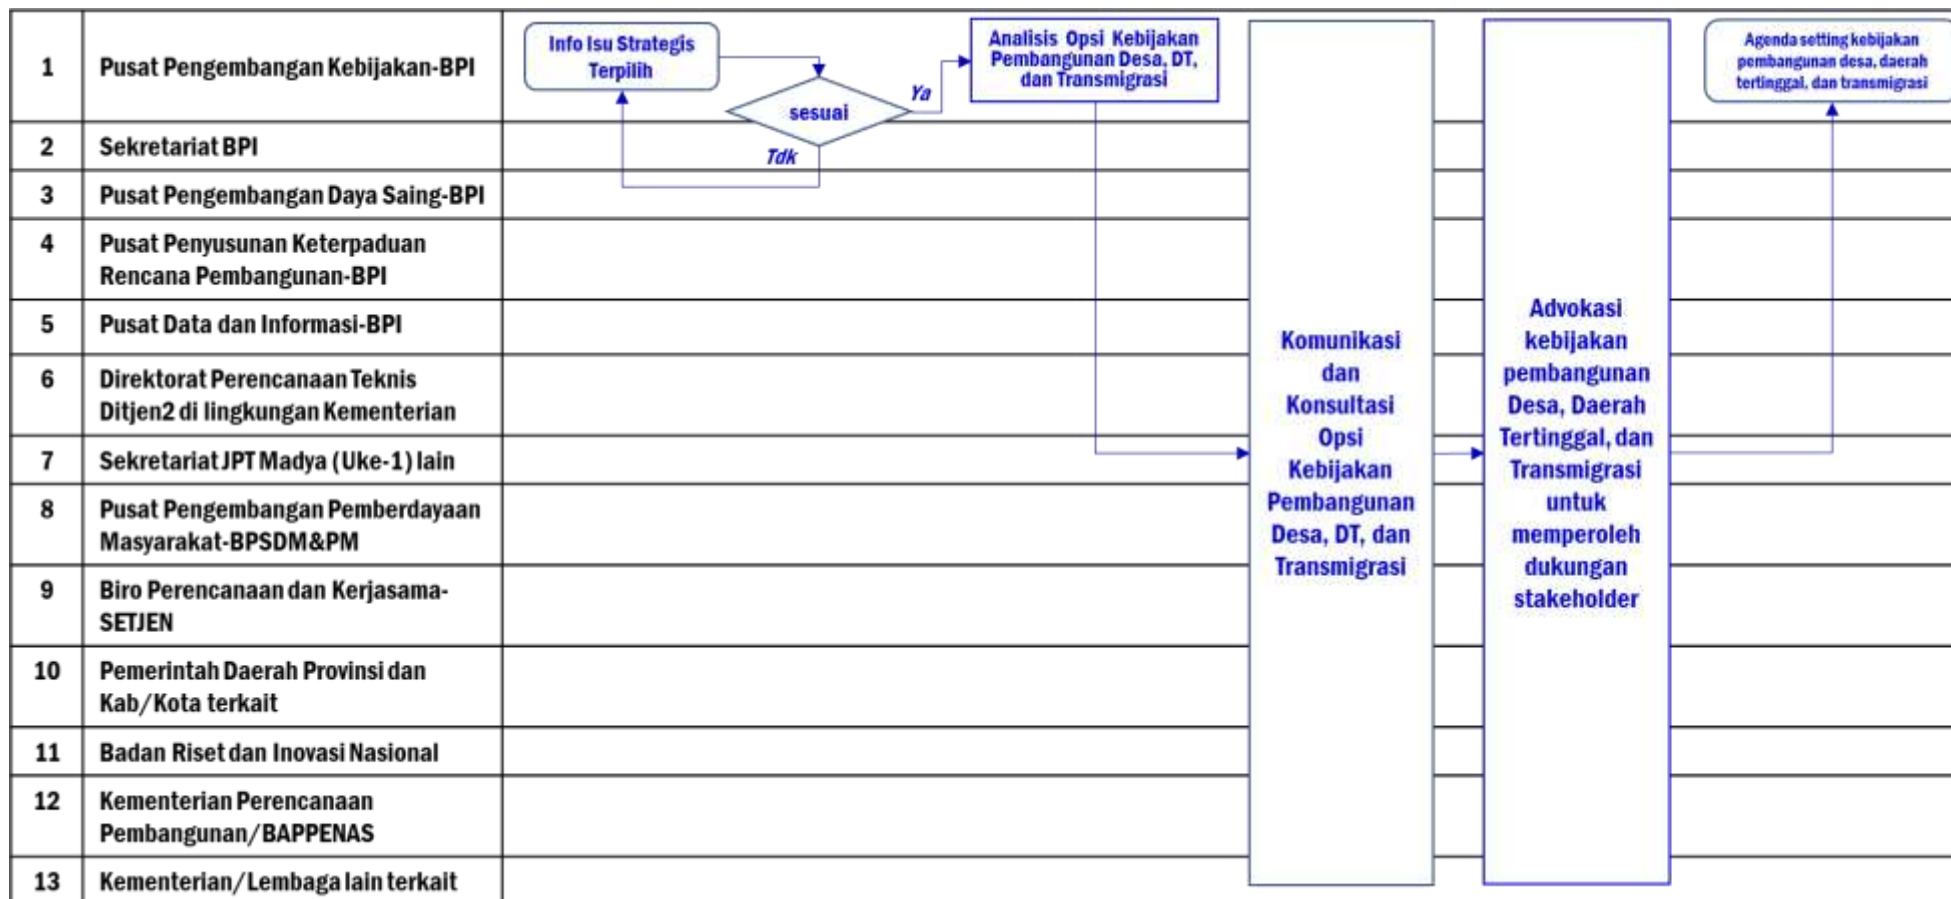 1
Pusat Pengembangan Kebijakan-BPI
2
Sekretariat BPI
3
Pusat Pengembangan Daya Saing-BPI
4
Pusat Penyusunan Keterpaduan
Rencana Pembangunan-BPI
5
Pusat Data dan Informasi-BPI
6
Direktorat Perencanaan Teknis
Ditjen2 di lingkungan Kementerian
7
Sekretariat JPT Madya (Uke-1) lain
8
Pusat Pengembangan Pemberdayaan
Masyarakat-BPSDM&PM
9
Biro Perencanaan dan Kerjasama-
SETJEN
10
Pemerintah Daerah Provinsi dan
Kab/Kota terkait
11
Badan Riset dan Inovasi Nasional
12
Kementerian Perencanaan
Pembangunan/BAPPENAS
13
Kementerian/Lembaga lain terkait
Info Isu Strategis
Terpilih
sesuai
Ya
Tdk
Analisis Opsi Kebijakan
Pembangunan Desa, DT,
dan Transmigrasi
Komunikasi
dan
Konsultasi
Opsi
Kebijakan
Pembangunan
Desa, DT, dan
Transmigrasi
Advokasi
kebijakan
pembangunan
Desa, Daerah
Tertinggal, dan
Transmigrasi
untuk
memperoleh
dukungan
stakeholder
Agenda setting kebijakan
pembangunan desa, daerah
tertinggal, dan transmigrasi